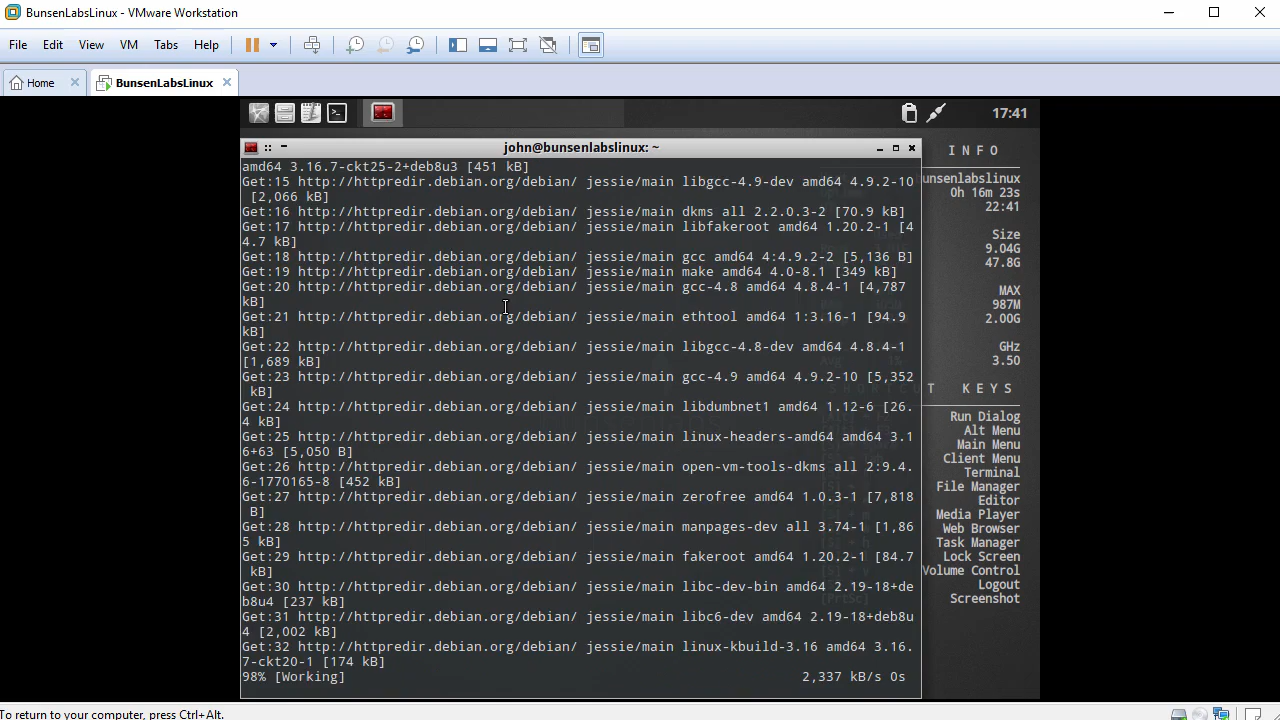 BunsenLabsLinux - VMware Workstation
File Edit View VM Tabs Help
Home BunsenLabsLinux
17:41
john@bunsenlabslinux: ~
amd64 3.16.7-ckt25-2+deb8u3 [451 kB]
Get:15 http://httpredir.debian.org/debian/ jessie/main libgcc-4.9-dev amd64 4.9.2-10
[2,066 kB]
Get:16 http://httpredir.debian.org/debian/ jessie/main dkms all 2.2.0.3-2 [70.9 kB]
Get:17 http://httpredir.debian.org/debian/ jessie/main libfakeroot amd64 1.20.2-1 [4
4.7 kB]
Get:18 http://httpredir.debian.org/debian/ jessie/main gcc amd64 4:4.9.2-2 [5,136 B]
Get:19 http://httpredir.debian.org/debian/ jessie/main make amd64 4.0-8.1 [349 kB]
Get:20 http://httpredir.debian.org/debian/ jessie/main gcc-4.8 amd64 4.8.4-1 [4,787
kB]
Get:21 http://httpredir.debian.org/debian/ jessie/main ethtool amd64 1:3.16-1 [94.9
kB]
Get:22 http://httpredir.debian.org/debian/ jessie/main libgcc-4.8-dev amd64 4.8.4-1
[1,689 kB]
Get:23 http://httpredir.debian.org/debian/ jessie/main gcc-4.9 amd64 4.9.2-10 [5,352
kB]
Get:24 http://httpredir.debian.org/debian/ jessie/main libdumbnet1 amd64 1.12-6 [26.
4 kB]
Get:25 http://httpredir.debian.org/debian/ jessie/main linux-headers-amd64 amd64 3.1
6+63 [5,050 B]
Get:26 http://httpredir.debian.org/debian/ jessie/main open-vm-tools-dkms all 2:9.4.
6-1770165-8 [452 kB]
Get:27 http://httpredir.debian.org/debian/ jessie/main zerofree amd64 1.0.3-1 [7,818
B]
Get:28 http://httpredir.debian.org/debian/ jessie/main manpages-dev all 3.74-1 [1,86
5 kB]
Get:29 http://httpredir.debian.org/debian/ jessie/main fakeroot amd64 1.20.2-1 [84.7
kB]
Get:30 http://httpredir.debian.org/debian/ jessie/main libc-dev-bin amd64 2.19-18+de
b8u4 [237 kB]
Get:31 http://httpredir.debian.org/debian/ jessie/main libc6-dev amd64 2.19-18+deb8u
4 [2,002 kB]
Get:32 http://httpredir.debian.org/debian/ jessie/main linux-kbuild-3.16 amd64 3.16.
7-ckt20-1 [174 kB]
98% [Working] 2,337 kB/s 0s
INFO
bunsenlabslinux
0h 16m 23s
22:41
Size
9.04G
47.8G
MAX
987M
2.00G
GHz
3.50
T KEYS
Run Dialog
Alt Menu
Main Menu
Client Menu
Terminal
File Manager
Editor
Media Player
Web Browser
Task Manager
Lock Screen
Volume Control
Logout
Screenshot
To return to your computer, press Ctrl+Alt.